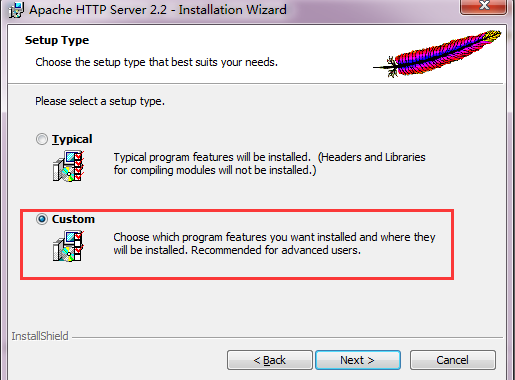 Apache HTTP Server 2.2 - Installation Wizard
Setup Type
Choose the setup type that best suits your needs.
Please select a setup type.
Typical
Typical program features will be installed. (Headers and Libraries
for compiling modules will not be installed.)
Custom
Choose which program features you want installed and where they
will be installed. Recommended for advanced users.
InstallShield
< Back
Next >
Cancel